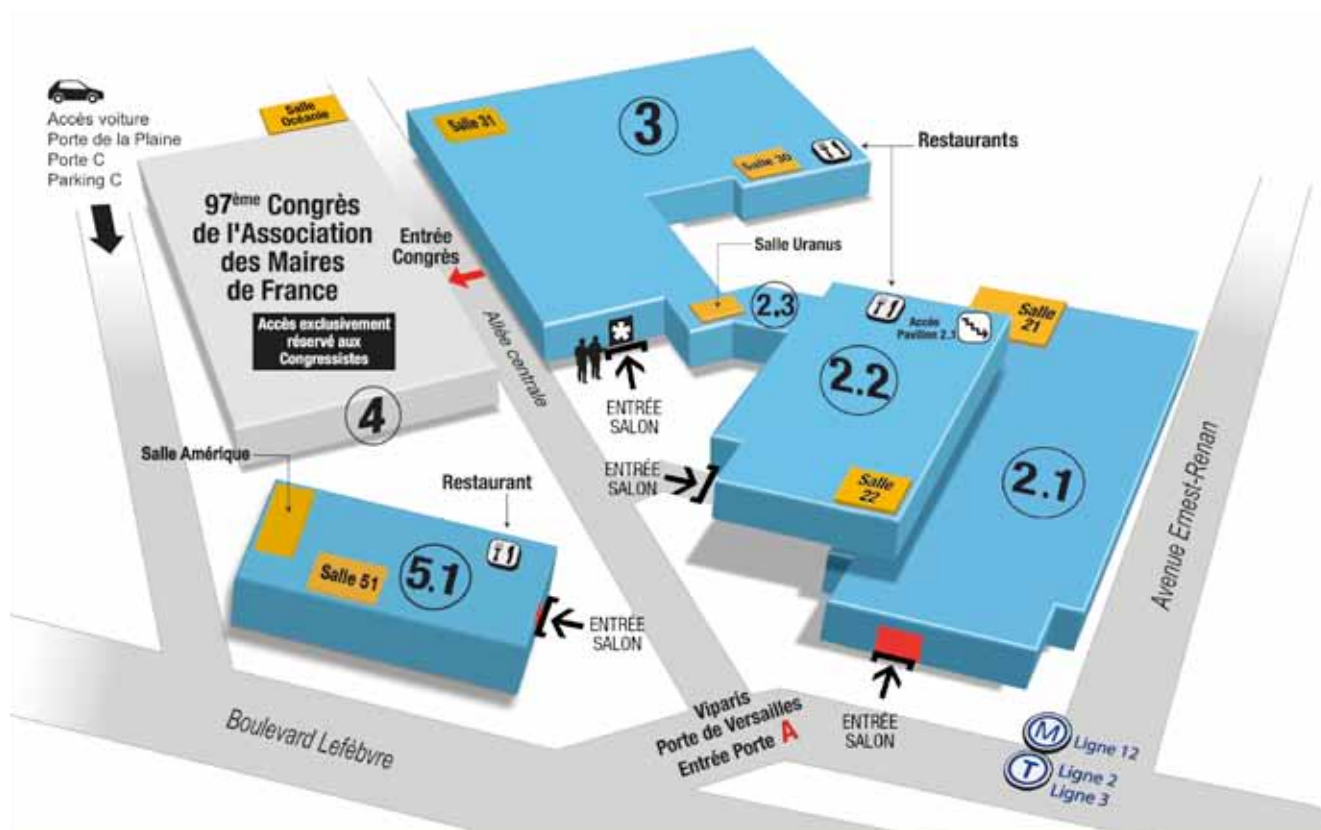 Accès voiture
Porte de la Plaine
Porte C
Parking C
Salle
Océanie
97ème Congrès
de l'Association
des Maires
de France
Accès exclusivement
réservé aux
Congressistes
4
Entrée
Congrès
Allée centrale
Salle 31
3
Salle 30
Restaurants
Salle Uranus
2.3
ENTRÉE
SALON
Accès
Pavillon 2.1
Salle
21
2.2
ENTRÉE
SALON
Salle
22
2.1
Avenue Ernest-Renan
Salle Amérique
Restaurant
Salle 51
5.1
ENTRÉE
SALON
Boulevard Lefèbvre
Viparis
Porte de Versailles
Entrée Porte A
ENTRÉE
SALON
M Ligne 12
T Ligne 2
Ligne 3